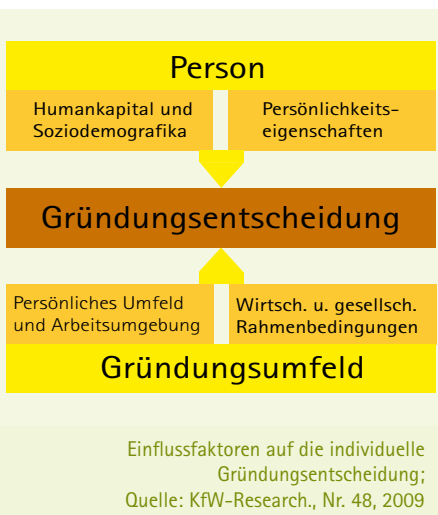 Person
Humankapital und
Soziodemografika
Persönlichkeits-
eigenschaften
Gründungsentscheidung
Persönliches Umfeld
und Arbeitsumgebung
Wirtsch. u. gesellsch.
Rahmenbedingungen
Gründungsumfeld
Einflussfaktoren auf die individuelle
Gründungsentscheidung;
Quelle: KfW-Research., Nr. 48, 2009